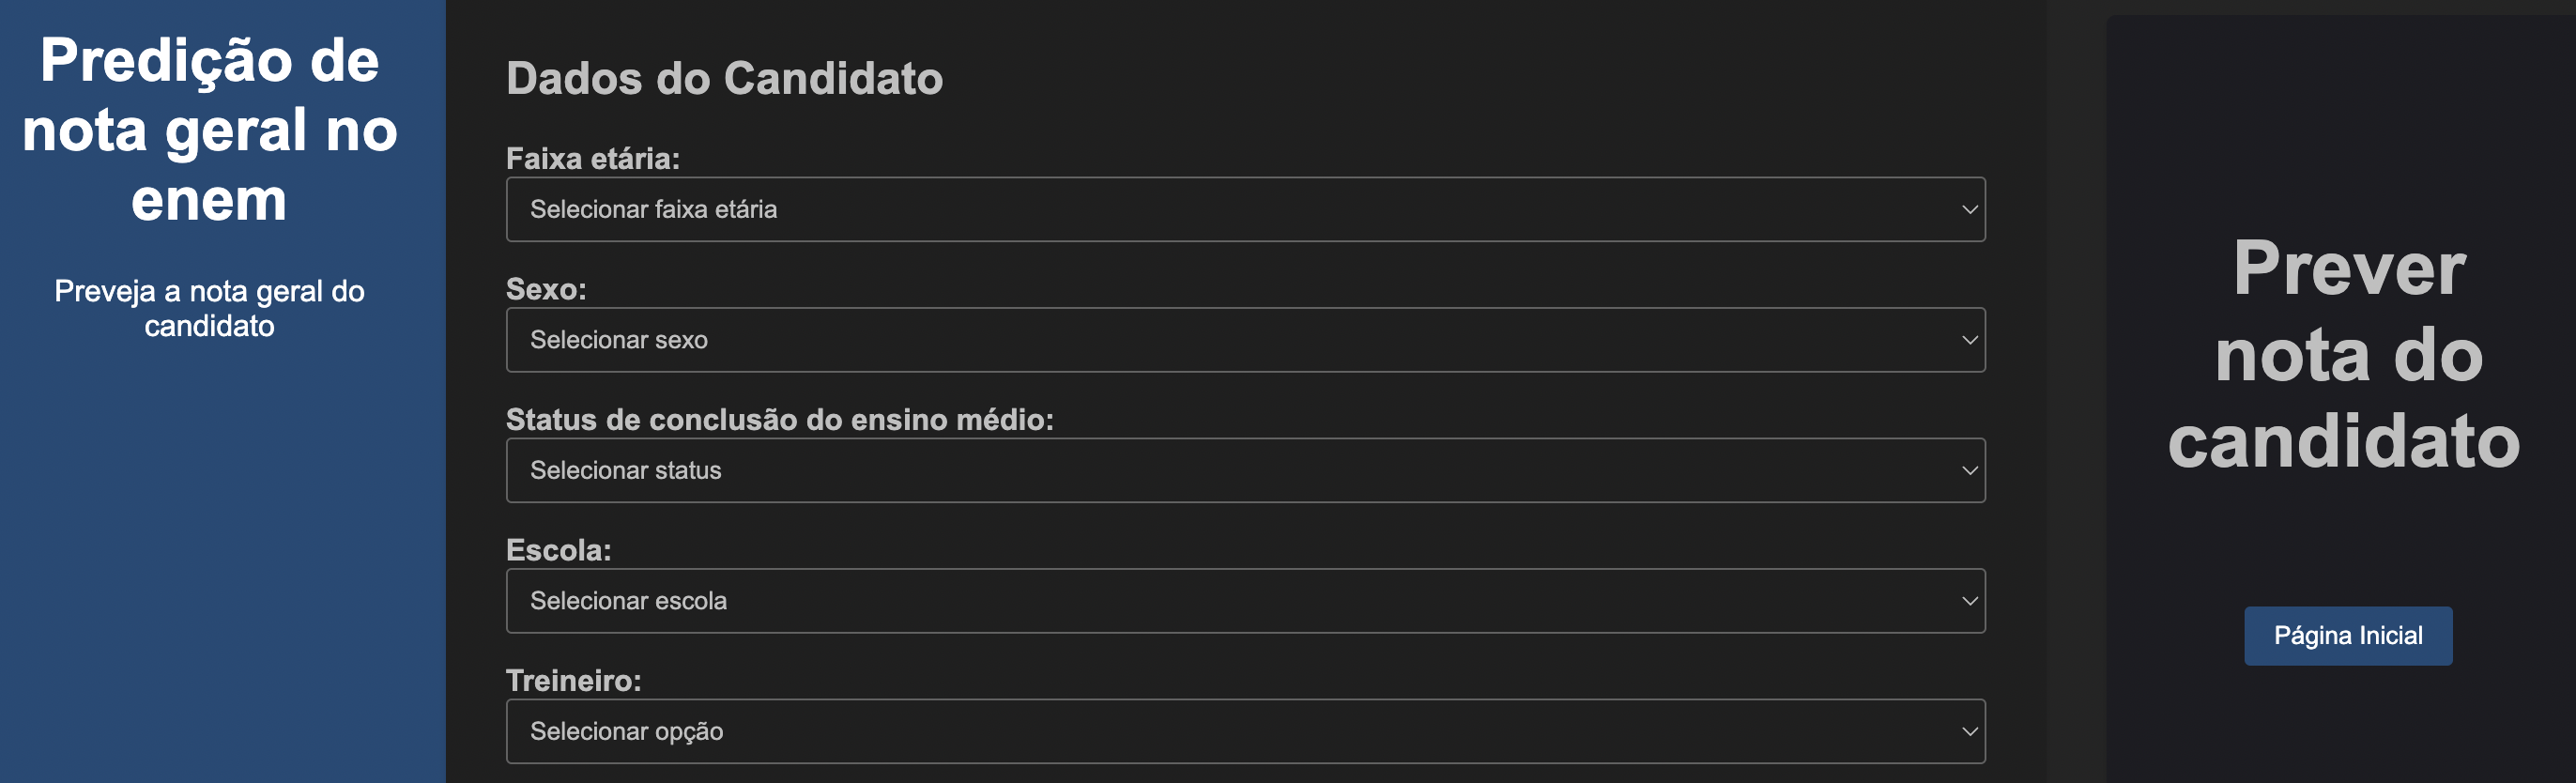 Predição de
nota geral no
enem
Preveja a nota geral do
candidato
Dados do Candidato
Faixa etária:
Selecionar faixa etária
Sexo:
Selecionar sexo
Status de conclusão do ensino médio:
Selecionar status
Escola:
Selecionar escola
Treineiro:
Selecionar opção
Prever
nota do
candidato
Página Inicial